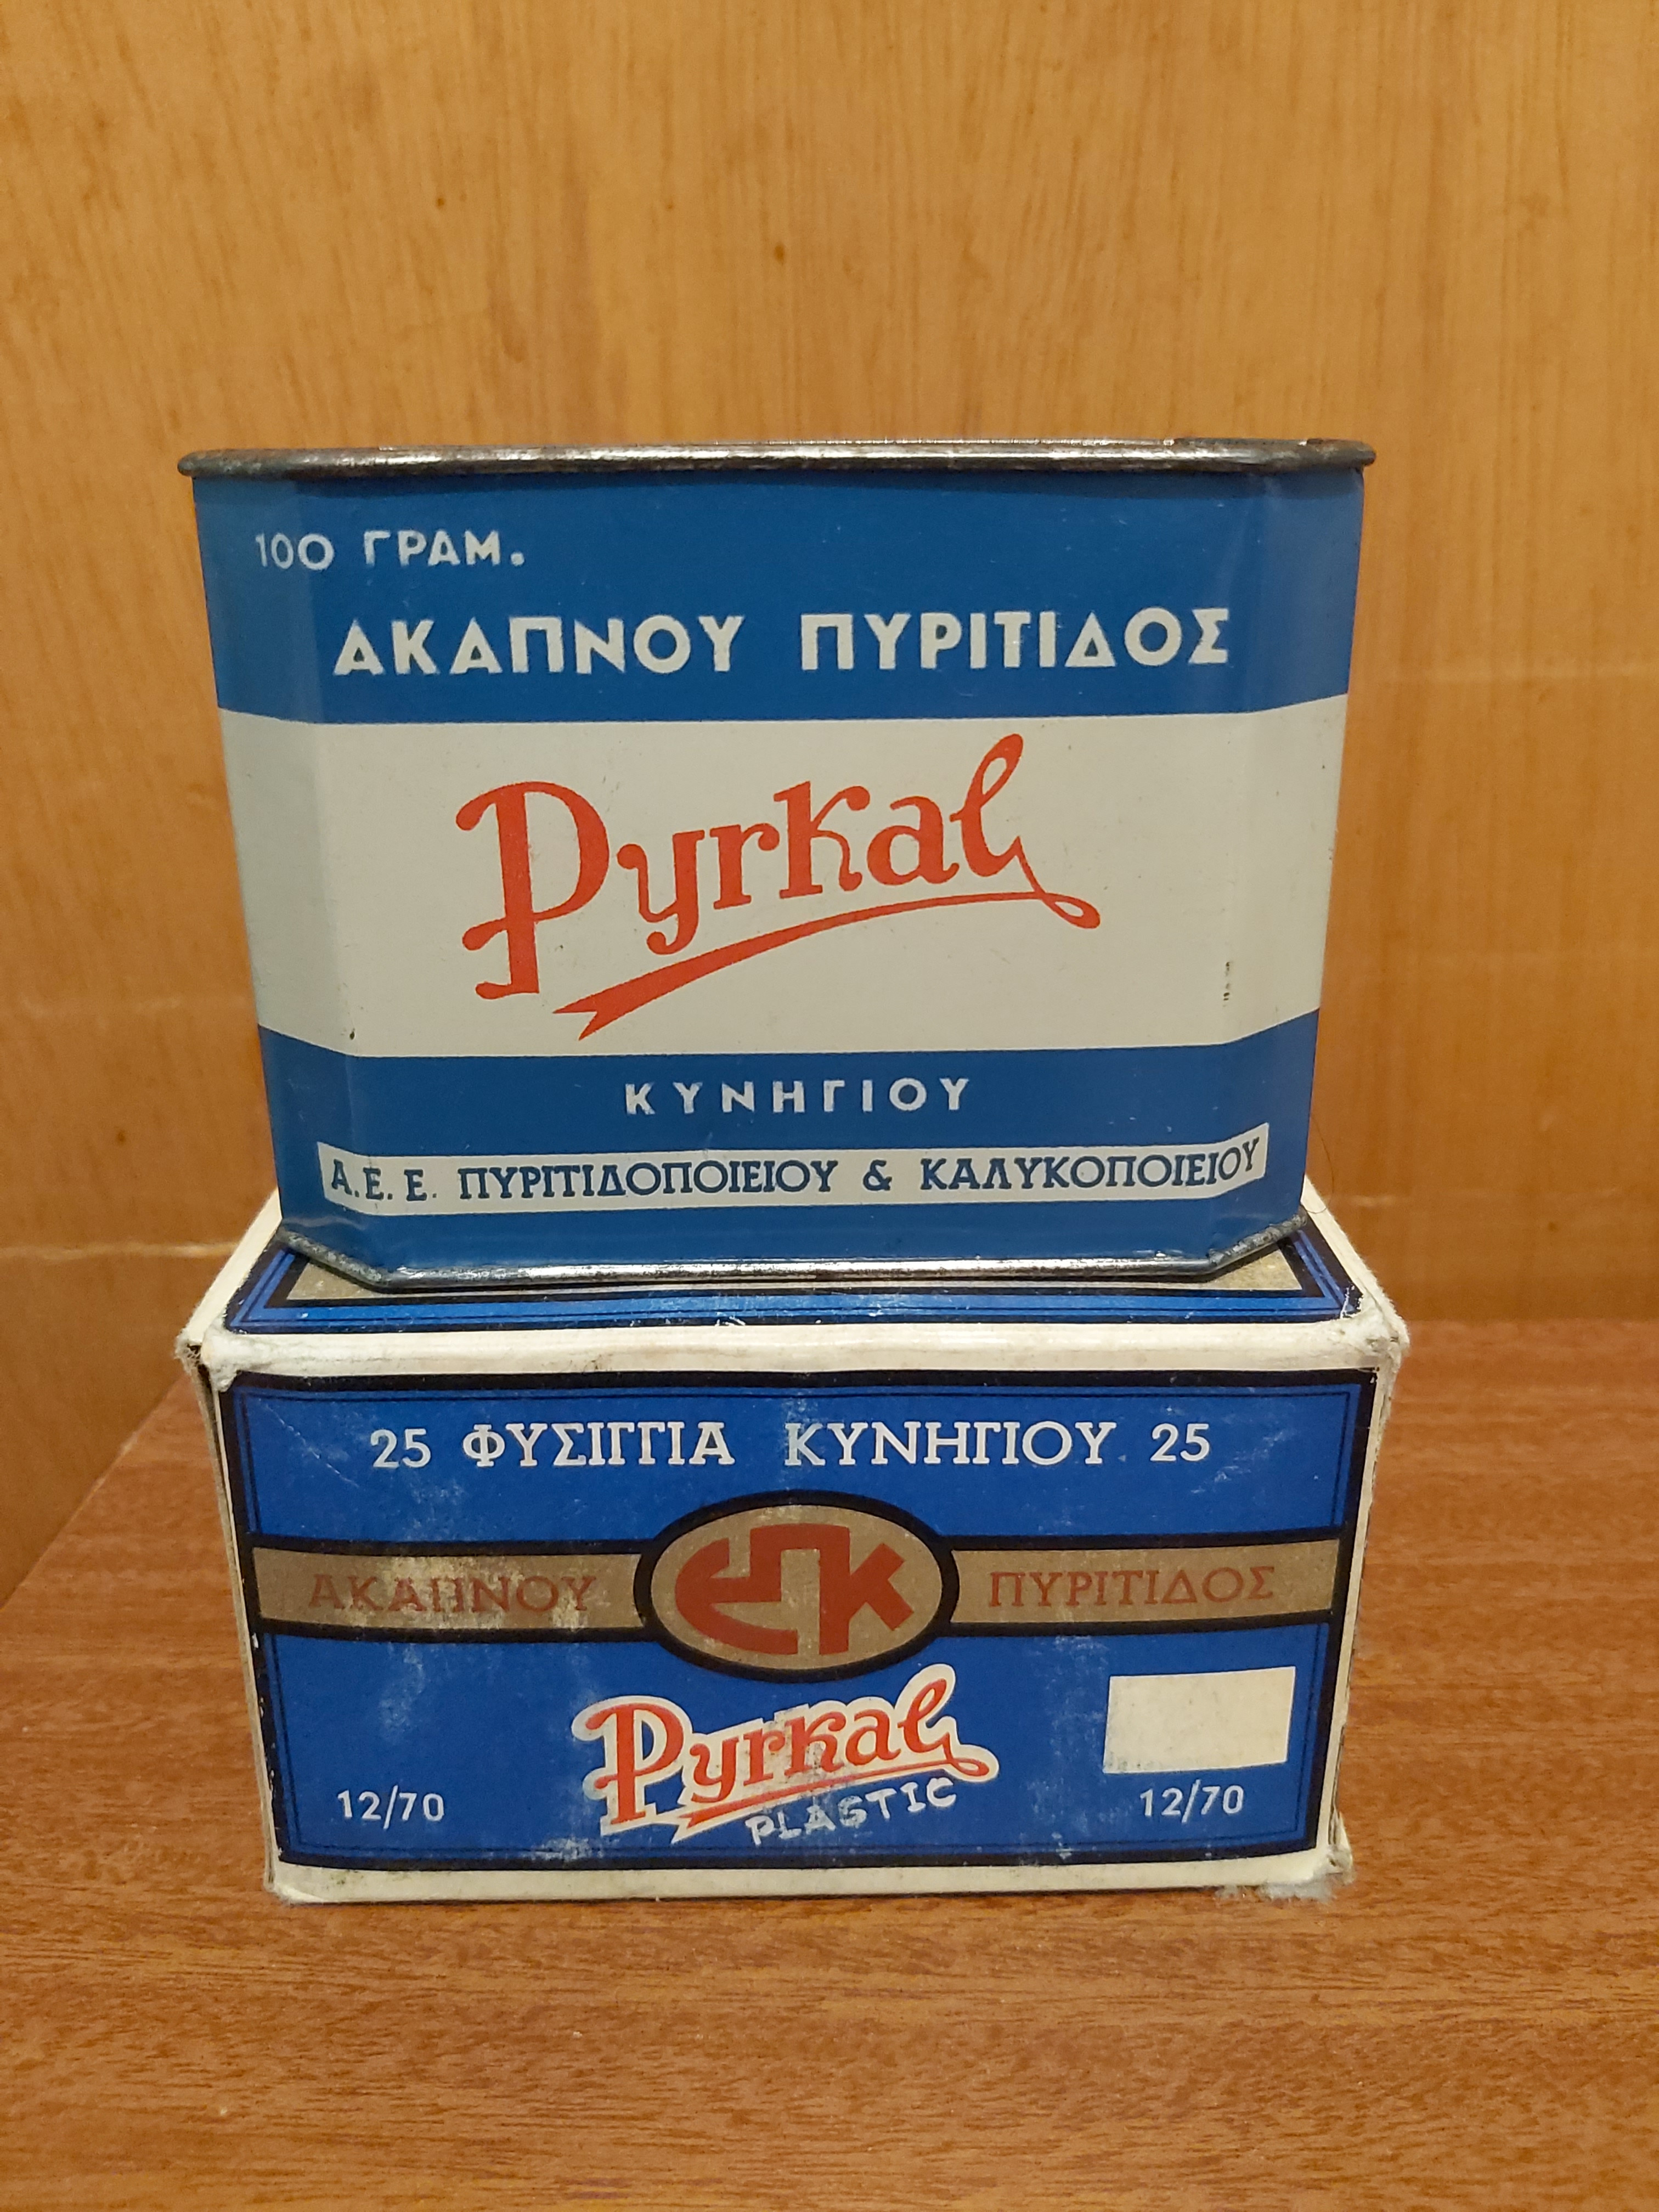 100 ΓΡΑΜ.
ΑΚΑΠΝΟΥ ΠΥΡΙΤΙΔΟΣ
Pyrkal
ΚΥΝΗΓΙΟΥ
Α.Ε.Ε. ΠΥΡΙΤΙΔΟΠΟΙΕΙΟΥ & ΚΑΛΥΚΟΠΟΙΕΙΟΥ
25 ΦΥΣΙΓΓΙΑ ΚΥΝΗΓΙΟΥ 25
ΑΚΑΠΝΟΥ ΕΠΚ ΠΥΡΙΤΙΔΟΣ
Pyrkal
PLASTIC
12/70 12/70